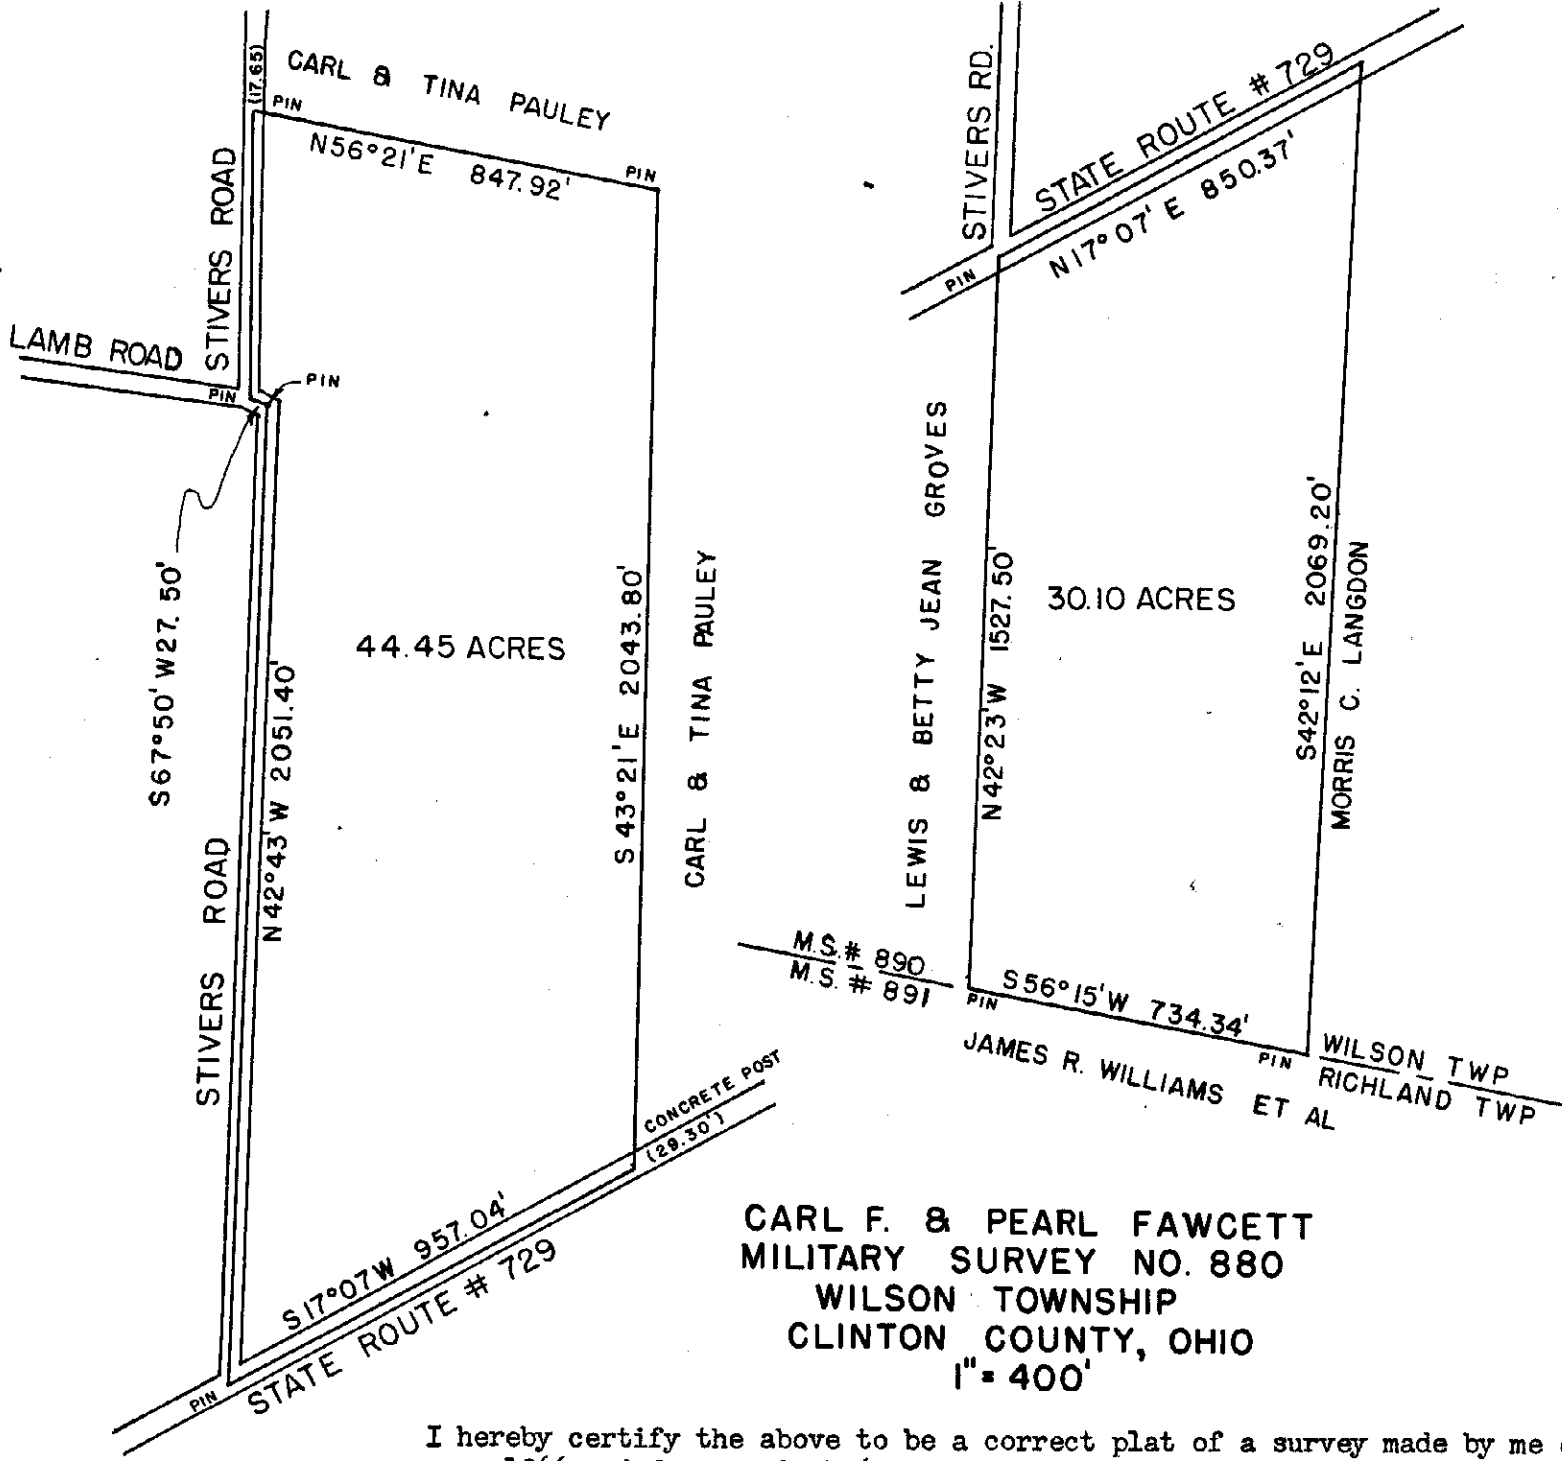 (17.65)
CARL & TINA PAULEY
PIN
N56°21'E 847.92'
PIN
STIVERS ROAD
LAMB ROAD
PIN
PIN
S67°50'W 27.50'
N42°43'W 2051.40'
44.45 ACRES
S43°21'E 2043.80'
CARL & TINA PAULEY
STIVERS ROAD
CONCRETE POST
(29.30')
S17°07W 957.04'
STATE ROUTE # 729
PIN
STIVERS RD.
STATE ROUTE # 729
N17°07'E 850.37'
PIN
LEWIS & BETTY JEAN GROVES
N42°23'W 1527.50'
30.10 ACRES
S42°12'E 2069.20'
MORRIS C. LANGDON
M.S.# 890
M.S.# 891
PIN
S56°15'W 734.34'
PIN
JAMES R. WILLIAMS ET AL
WILSON TWP
RICHLAND TWP
CARL F. & PEARL FAWCETT
MILITARY SURVEY NO. 880
WILSON TOWNSHIP
CLINTON COUNTY, OHIO
1"= 400'
I hereby certify the above to be a correct plat of a survey made by me